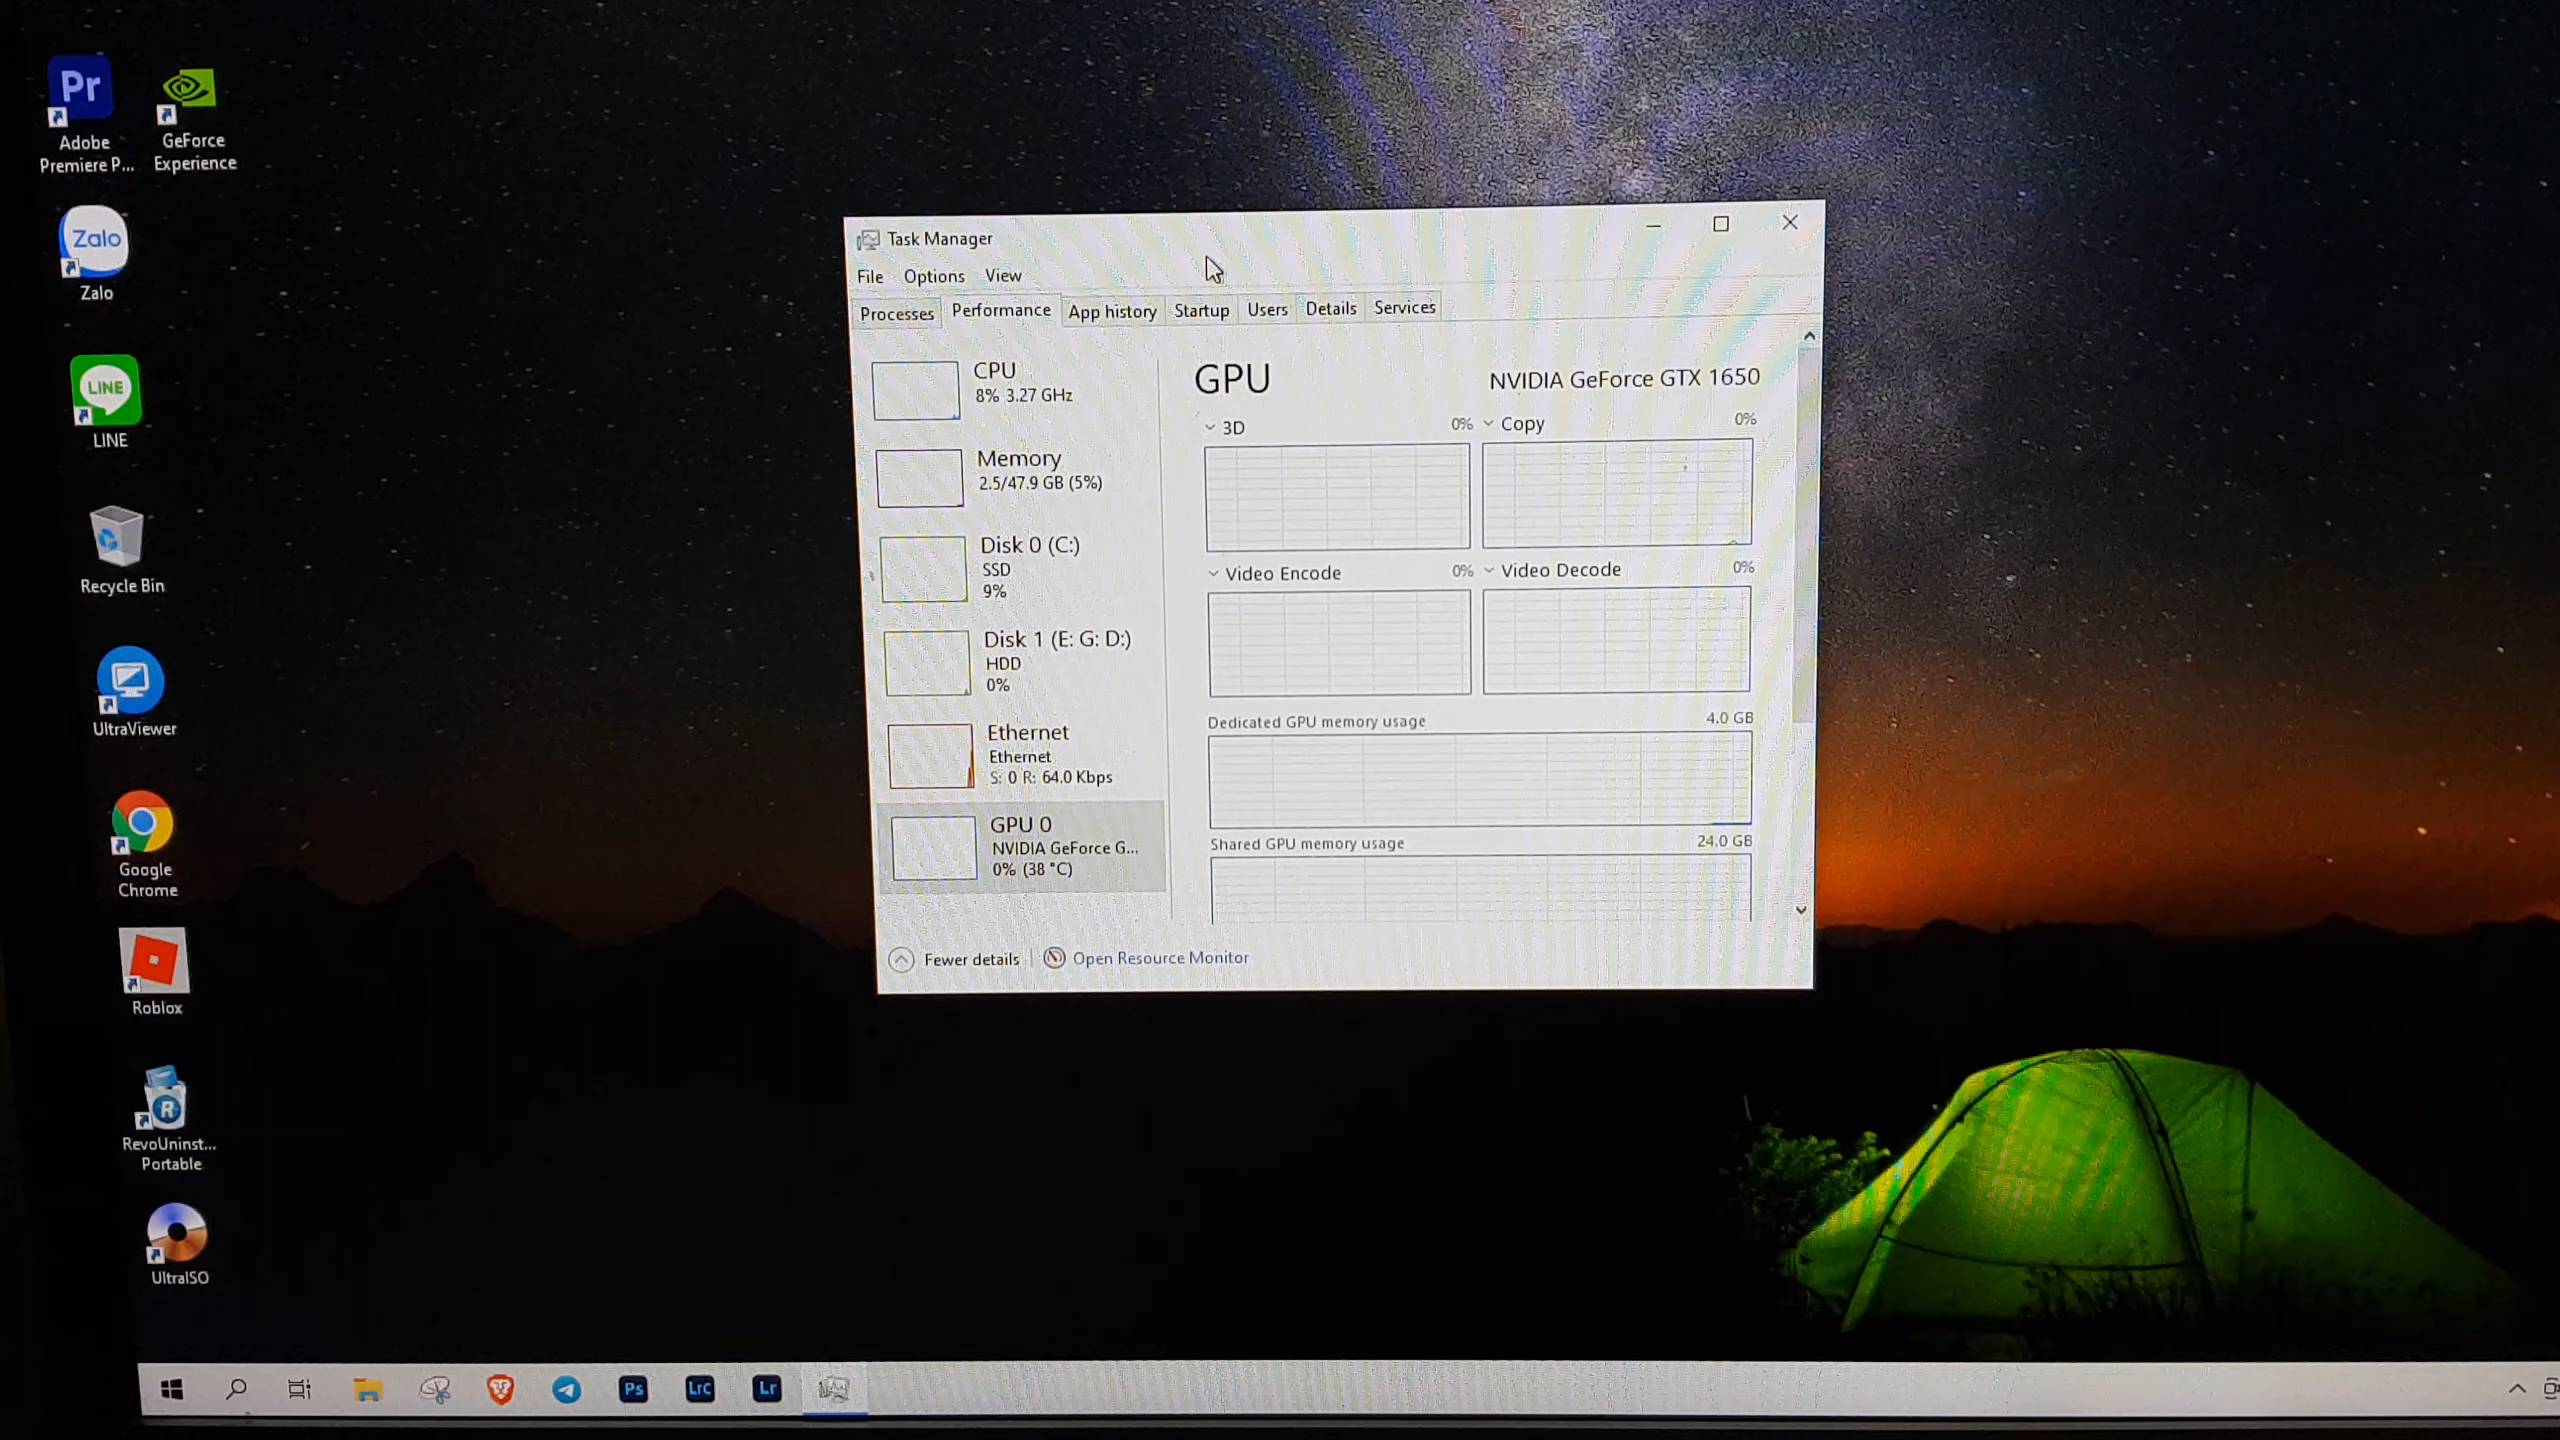 Pr
Adobe
Premiere P...
GeForce
Experience
Zalo
Zalo
LINE
LINE
Recycle Bin
UltraViewer
Google
Chrome
Roblox
R
RevoUninst...
Portable
UltraISO
Task Manager
File Options View
Processes Performance App history Startup Users Details Services
CPU
8% 3.27 GHz
Memory
2.5/47.9 GB (5%)
Disk 0 (C:)
SSD
9%
Disk 1 (E: G: D:)
HDD
0%
Ethernet
Ethernet
S: 0 R: 64.0 Kbps
GPU 0
NVIDIA GeForce G...
0% (38 °C)
GPU NVIDIA GeForce GTX 1650
3D 0% Copy 0%
Video Encode 0% Video Decode 0%
Dedicated GPU memory usage 4.0 GB
Shared GPU memory usage 24.0 GB
Fewer details Open Resource Monitor
Ps LrC Lr